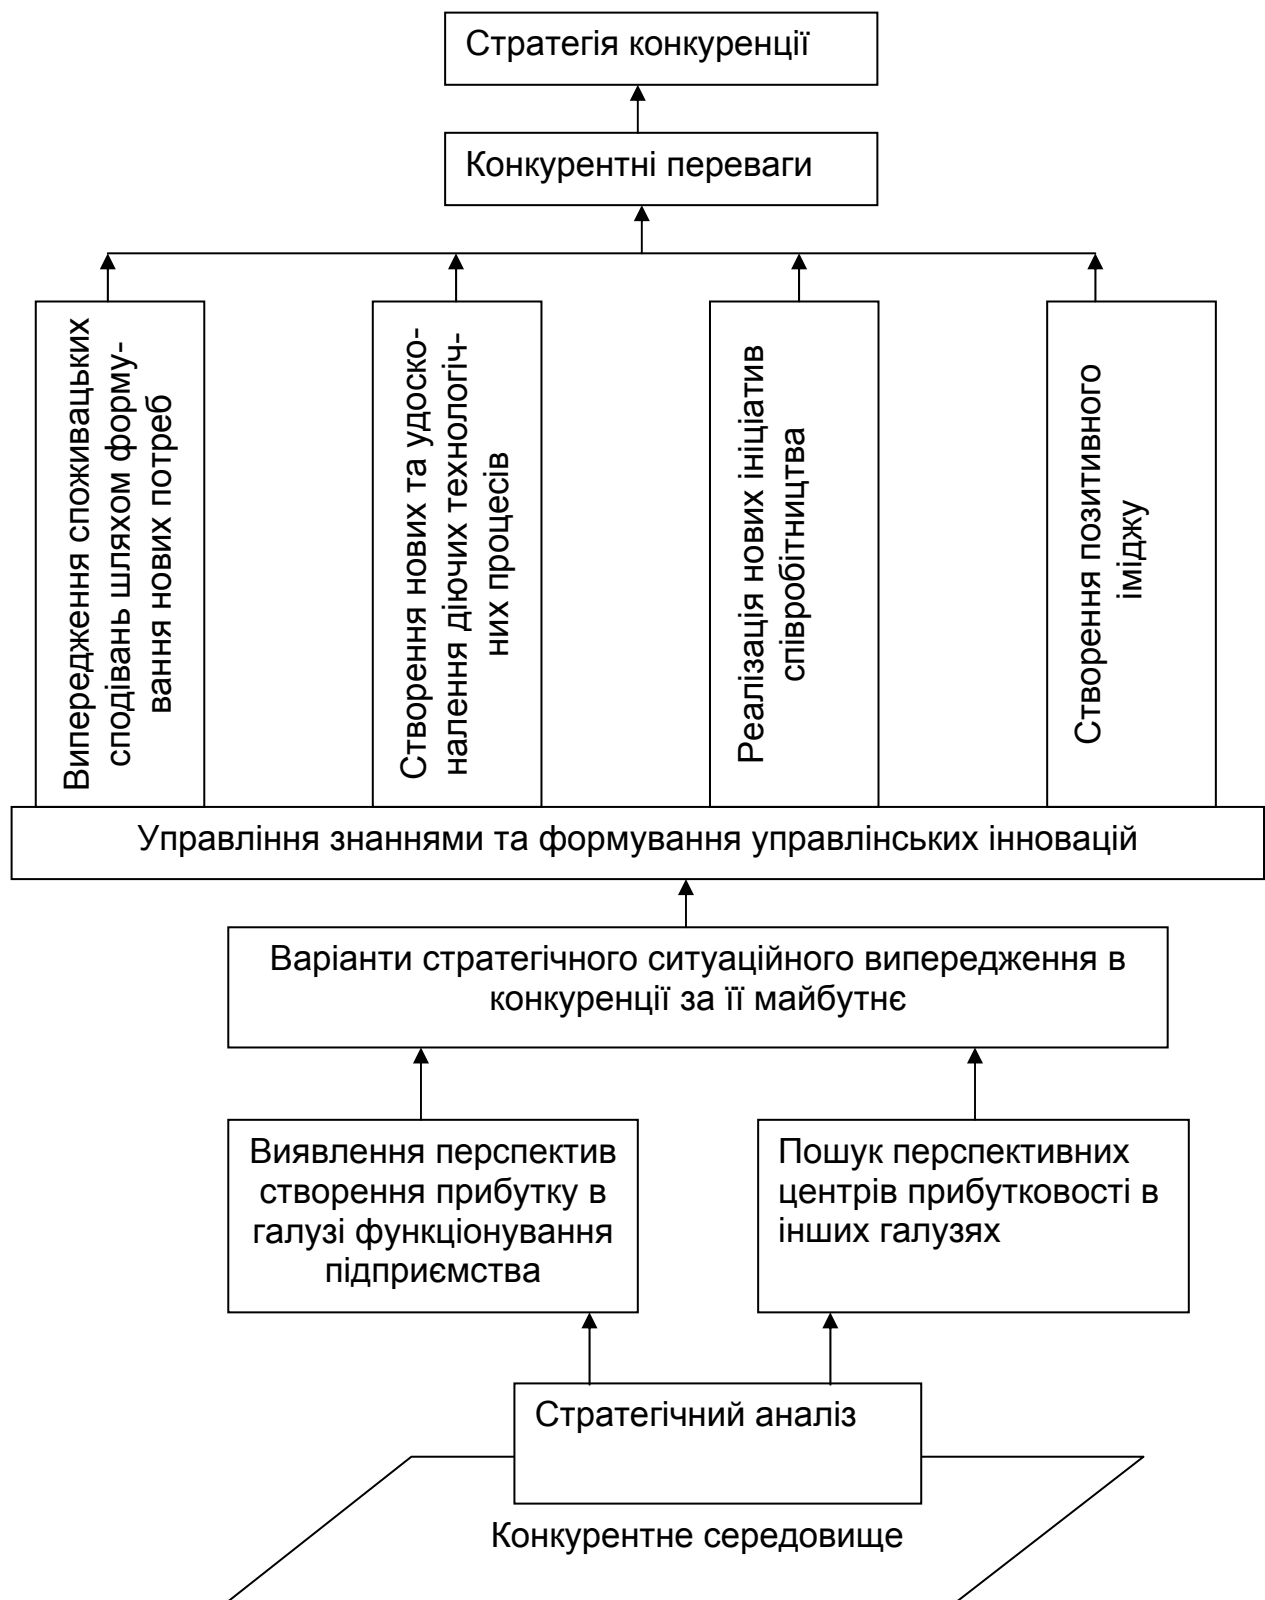 Стратегія конкуренції
Конкурентні переваги
Випередження споживацьких
сподівань шляхом форму-
вання нових потреб
Створення нових та удоско-
налення діючих технологіч-
них процесів
Реалізація нових ініціатив
співробітництва
Створення позитивного
іміджу
Управління знаннями та формування управлінських інновацій
Варіанти стратегічного ситуаційного випередження в
конкуренції за її майбутнє
Виявлення перспектив
створення прибутку в
галузі функціонування
підприємства
Пошук перспективних
центрів прибутковості в
інших галузях
Стратегічний аналіз
Конкурентне середовище